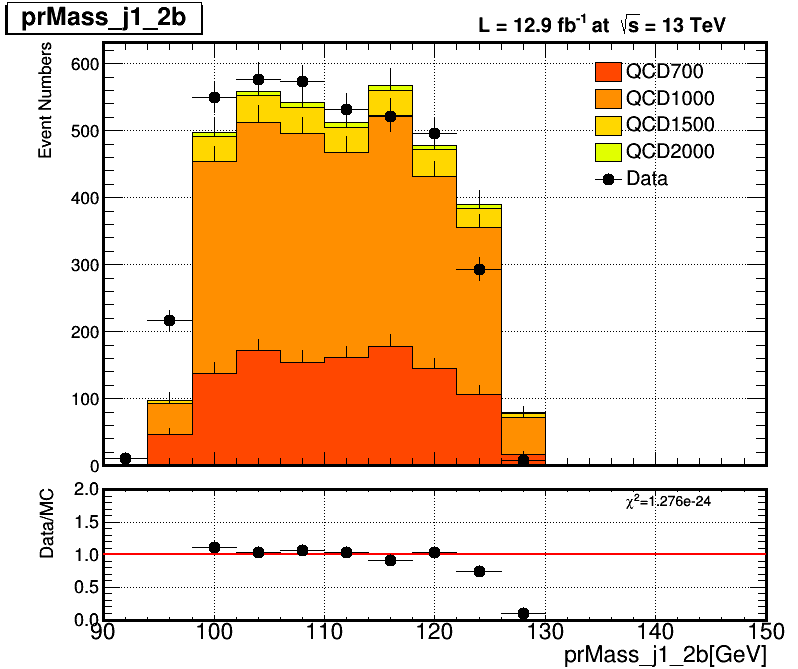 prMass_j1_2b
L = 12.9 fb⁻¹ at √s = 13 TeV
Event Numbers
600
500
400
300
200
100
0
QCD700
QCD1000
QCD1500
QCD2000
Data
Data/MC
2.0
1.5
1.0
0.5
0.0
χ²=1.276e-24
90 100 110 120 130 140 150
prMass_j1_2b[GeV]